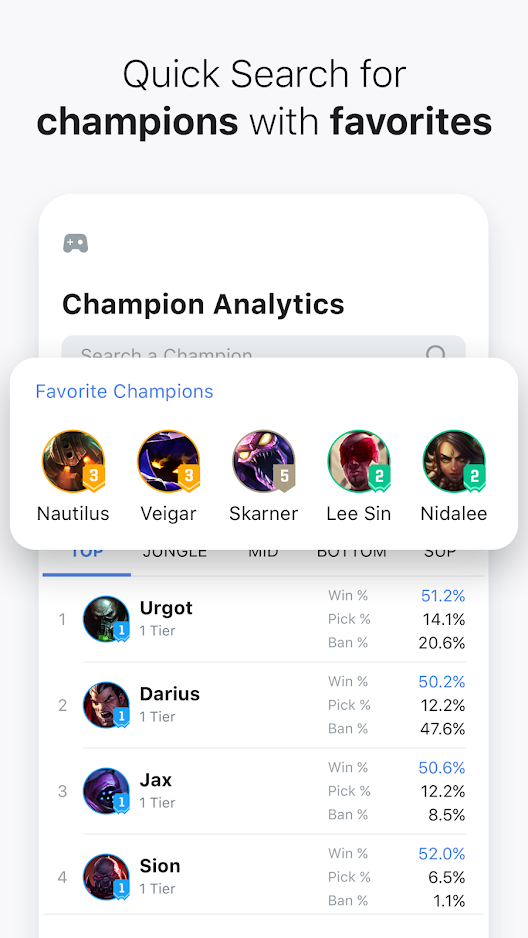 Quick Search for
champions with favorites
Champion Analytics
Search a Champion
Favorite Champions
3 3 5 2 2
Nautilus Veigar Skarner Lee Sin Nidalee
TOP JUNGLE MID BOTTOM SUP
1 Urgot
1
1 Tier
Win % 51.2%
Pick % 14.1%
Ban % 20.6%
2 Darius
1
1 Tier
Win % 50.2%
Pick % 12.2%
Ban % 47.6%
3 Jax
1
1 Tier
Win % 50.6%
Pick % 12.2%
Ban % 8.5%
4 Sion
1
1 Tier
Win % 52.0%
Pick % 6.5%
Ban % 1.1%